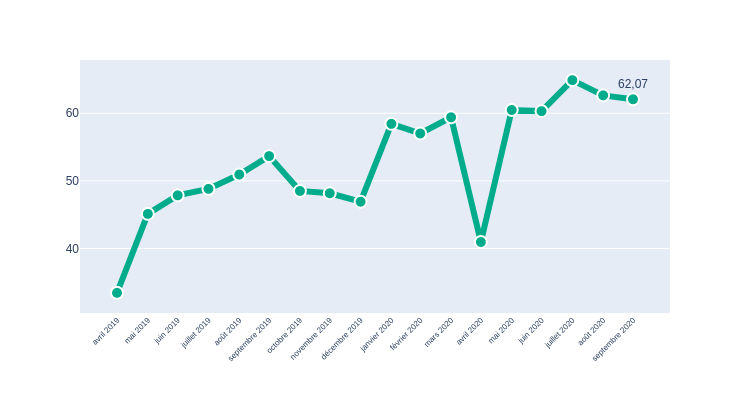 62,07
60
50
40
avril 2019
mai 2019
juin 2019
juillet 2019
août 2019
septembre 2019
octobre 2019
novembre 2019
décembre 2019
janvier 2020
février 2020
mars 2020
avril 2020
mai 2020
juin 2020
juillet 2020
août 2020
septembre 2020